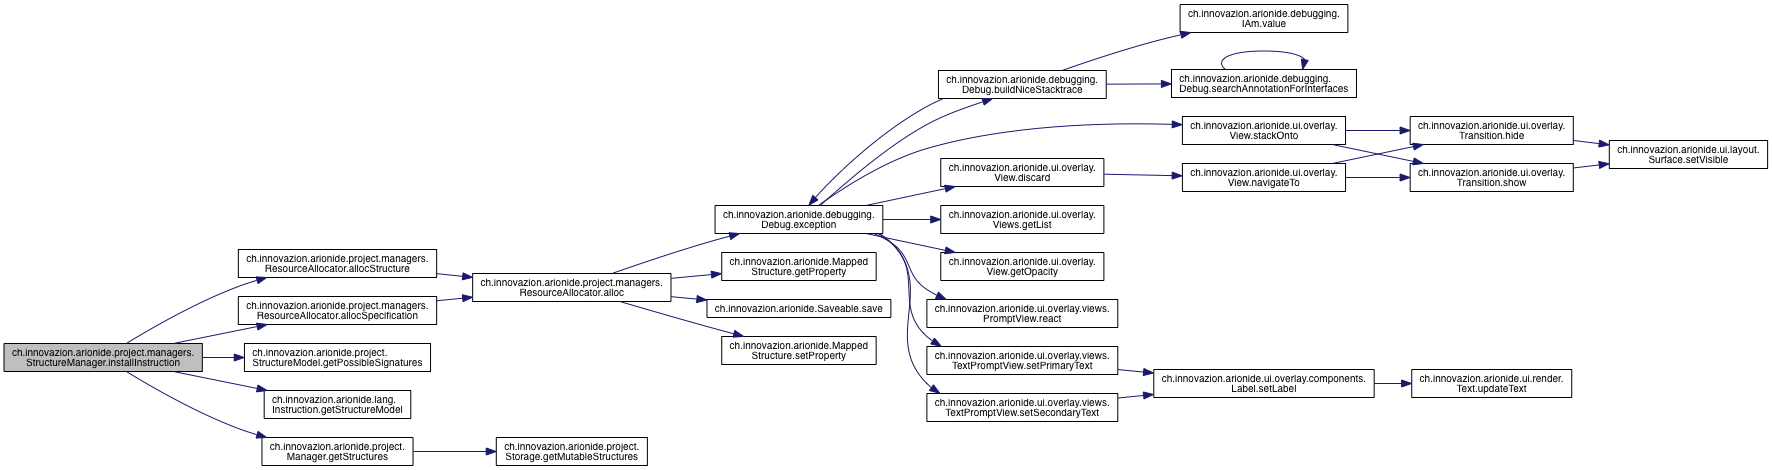 ch.innovazion.arionide.project.managers.
StructureManager.installInstruction
ch.innovazion.arionide.project.managers.
ResourceAllocator.allocStructure
ch.innovazion.arionide.project.managers.
ResourceAllocator.allocSpecification
ch.innovazion.arionide.project.
StructureModel.getPossibleSignatures
ch.innovazion.arionide.lang.
Instruction.getStructureModel
ch.innovazion.arionide.project.
Manager.getStructures
ch.innovazion.arionide.project.managers.
ResourceAllocator.alloc
ch.innovazion.arionide.project.
Storage.getMutableStructures
ch.innovazion.arionide.debugging.
Debug.exception
ch.innovazion.arionide.Mapped
Structure.getProperty
ch.innovazion.arionide.Saveable.save
ch.innovazion.arionide.Mapped
Structure.setProperty
ch.innovazion.arionide.debugging.
Debug.buildNiceStacktrace
ch.innovazion.arionide.ui.overlay.
View.discard
ch.innovazion.arionide.ui.overlay.
Views.getList
ch.innovazion.arionide.ui.overlay.
View.getOpacity
ch.innovazion.arionide.ui.overlay.views.
PromptView.react
ch.innovazion.arionide.ui.overlay.views.
TextPromptView.setPrimaryText
ch.innovazion.arionide.ui.overlay.views.
TextPromptView.setSecondaryText
ch.innovazion.arionide.debugging.
IAm.value
ch.innovazion.arionide.debugging.
Debug.searchAnnotationForInterfaces
ch.innovazion.arionide.ui.overlay.
View.stackOnto
ch.innovazion.arionide.ui.overlay.
View.navigateTo
ch.innovazion.arionide.ui.overlay.components.
Label.setLabel
ch.innovazion.arionide.ui.overlay.
Transition.hide
ch.innovazion.arionide.ui.overlay.
Transition.show
ch.innovazion.arionide.ui.render.
Text.updateText
ch.innovazion.arionide.ui.layout.
Surface.setVisible